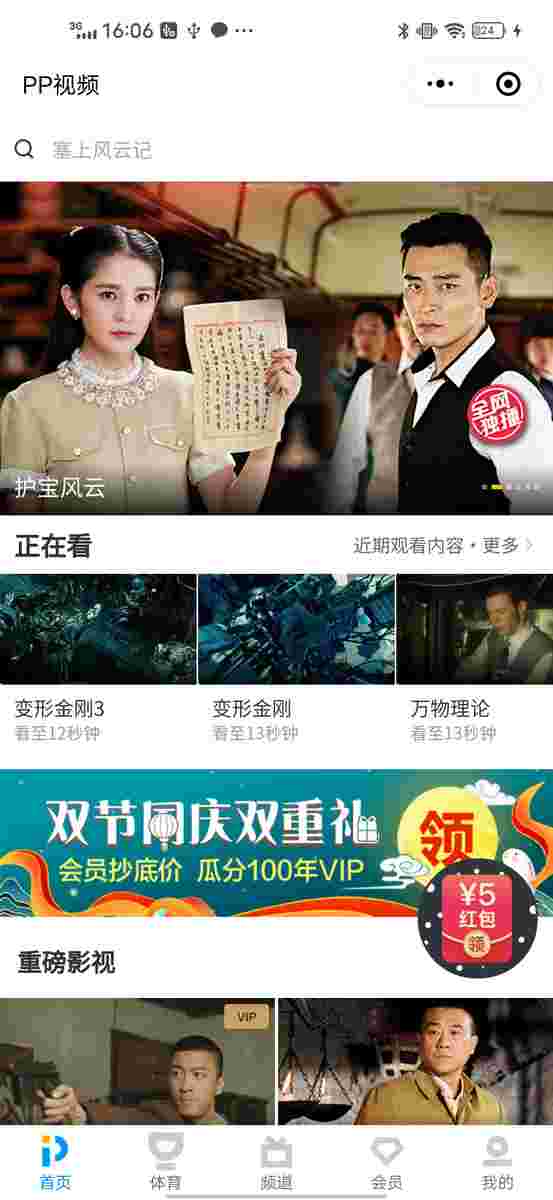 3G 16:06 24
PP视频
塞上风云记
全网
独播
护宝风云
正在看
近期观看内容・更多
变形金刚3
变形金刚
万物理论
看至12秒钟
看至13秒钟
看至13秒钟
双节同庆双重礼
领
会员抄底价 瓜分100年VIP
¥5
红包
领
重磅影视
VIP
首页
体育
频道
会员
我的